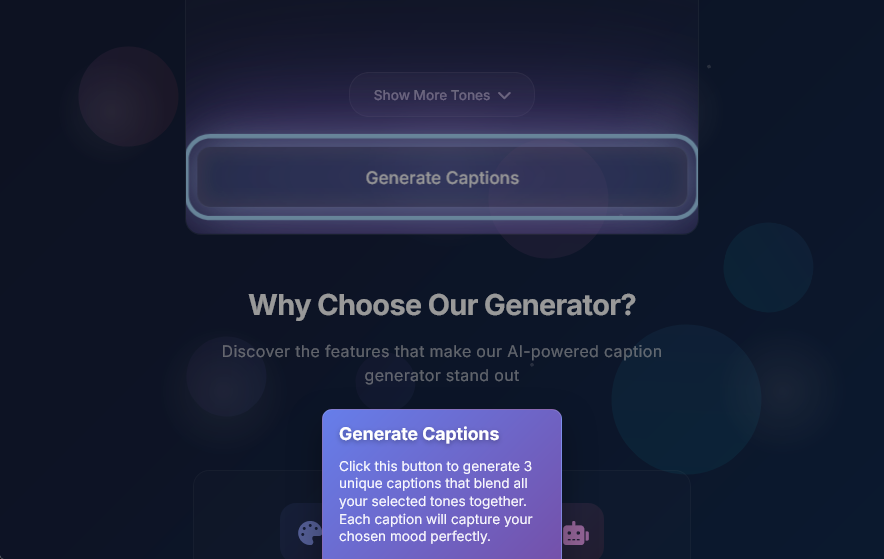 Show More Tones
Generate Captions
Why Choose Our Generator?
Discover the features that make our AI-powered caption
generator stand out
Generate Captions
Click this button to generate 3
unique captions that blend all
your selected tones together.
Each caption will capture your
chosen mood perfectly.